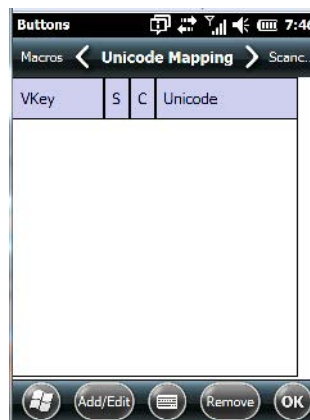 Buttons 7:46
Macros Unicode Mapping Scanc..
VKey S C Unicode
Add/Edit Remove OK